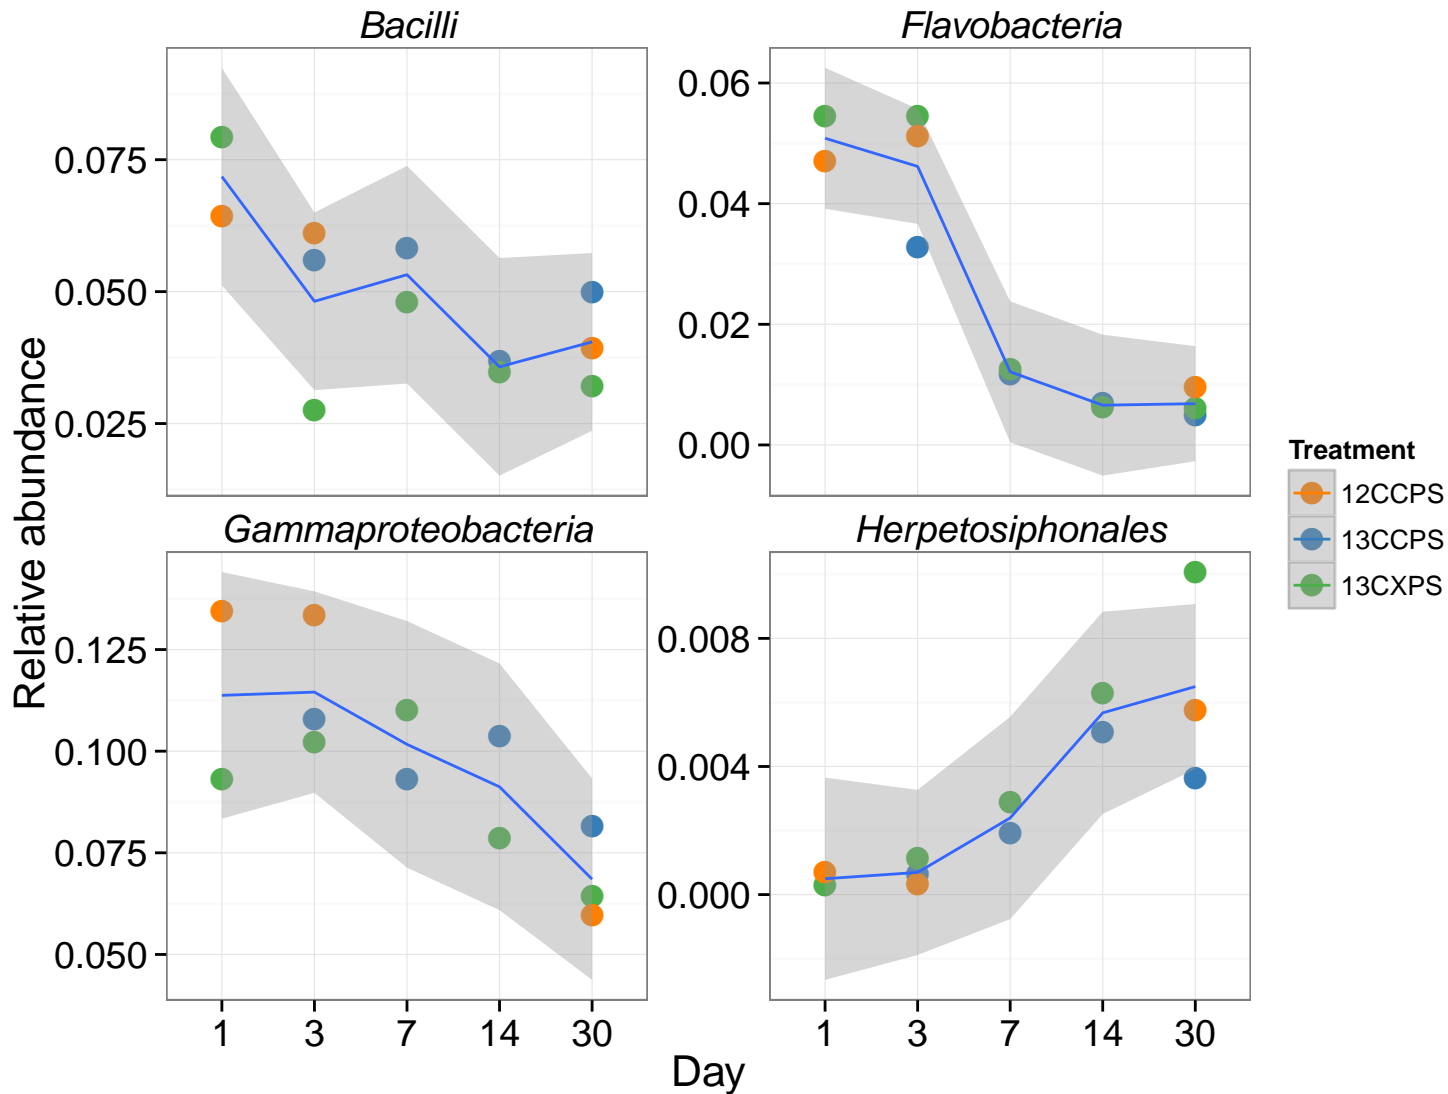 Bacilli
Flavobacteria
0.075
0.050
0.025
0.06
0.04
0.02
0.00
Relative abundance
Gammaproteobacteria
Herpetosiphonales
0.125
0.100
0.075
0.050
0.008
0.004
0.000
1 3 7 14 30
1 3 7 14 30
Day
Treatment
12CCPS
13CCPS
13CXPS